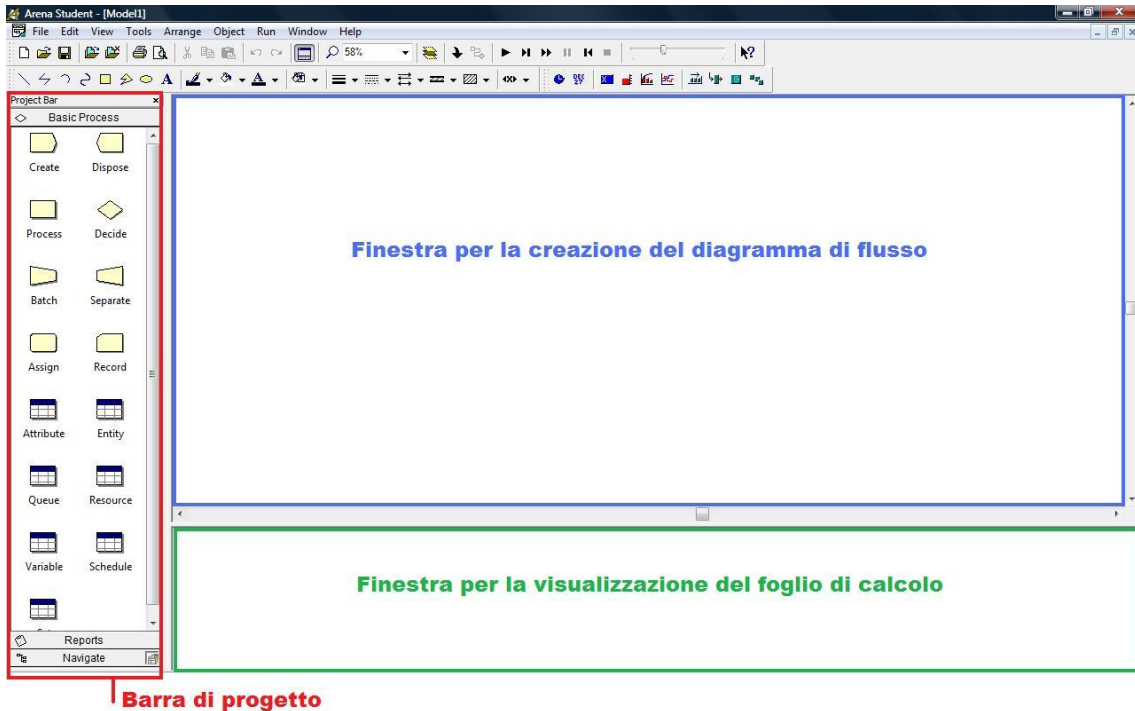 Arena Student - [Model1]
File Edit View Tools Arrange Object Run Window Help
58%
Project Bar
Basic Process
Create Dispose
Process Decide
Batch Separate
Assign Record
Attribute Entity
Queue Resource
Variable Schedule
Reports
Navigate
Finestra per la creazione del diagramma di flusso
Finestra per la visualizzazione del foglio di calcolo
Barra di progetto